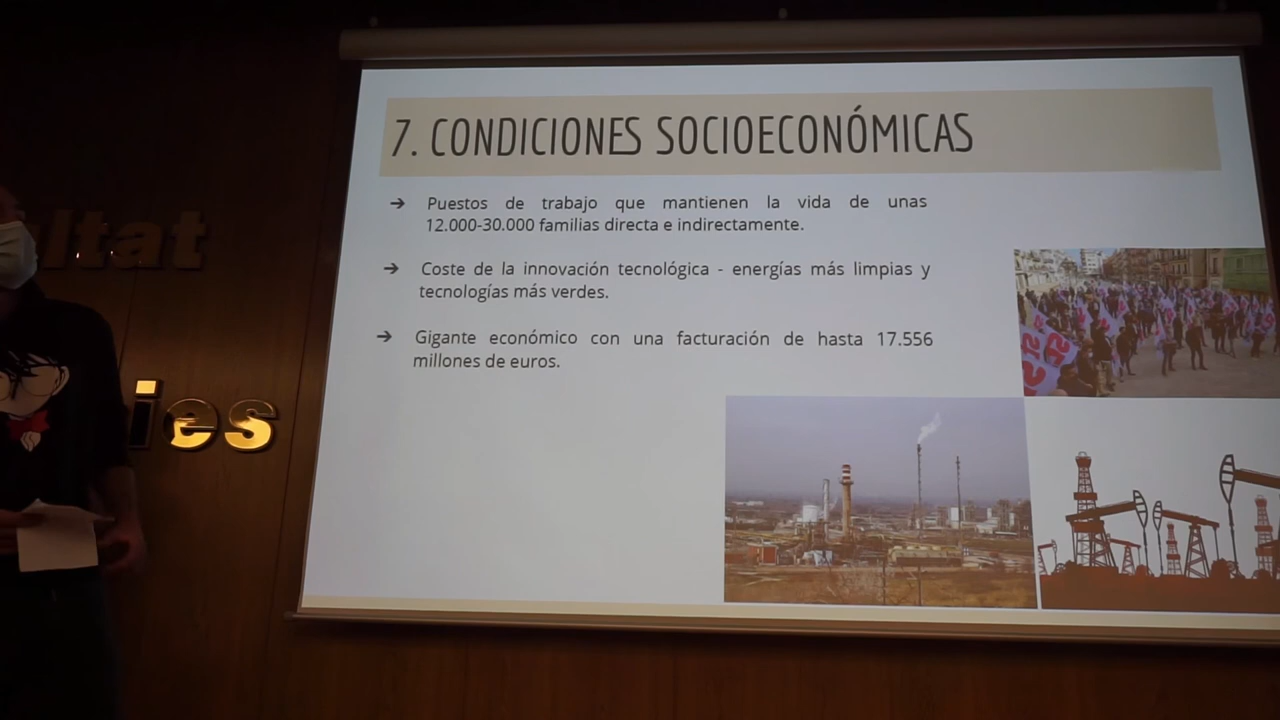 7. CONDICIONES SOCIOECONÓMICAS
➔ Puestos de trabajo que mantienen la vida de unas
12.000-30.000 familias directa e indirectamente.
➔ Coste de la innovación tecnológica - energías más limpias y
tecnologías más verdes.
➔ Gigante económico con una facturación de hasta 17.556
millones de euros.
ltat
ies